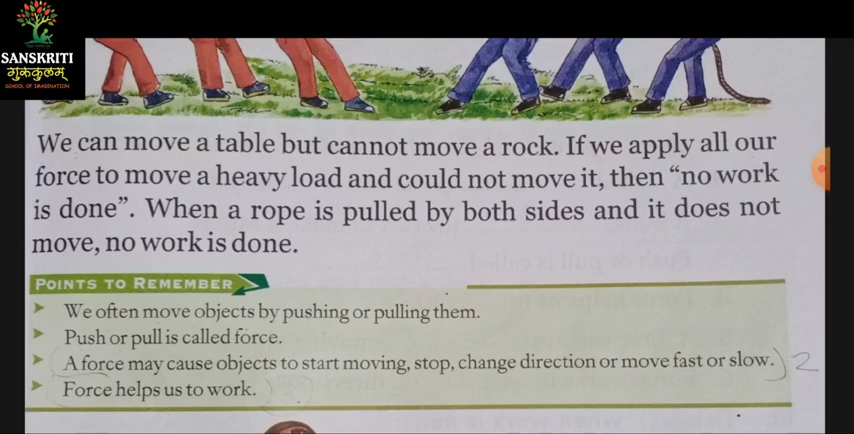 SANSKRITI
गुरुकुलम्
SCHOOL OF IMAGINATION
We can move a table but cannot move a rock. If we apply all our
force to move a heavy load and could not move it, then “no work
is done”. When a rope is pulled by both sides and it does not
move, no work is done.
POINTS TO REMEMBER
We often move objects by pushing or pulling them.
Push or pull is called force.
A force may cause objects to start moving, stop, change direction or move fast or slow. 2
Force helps us to work.